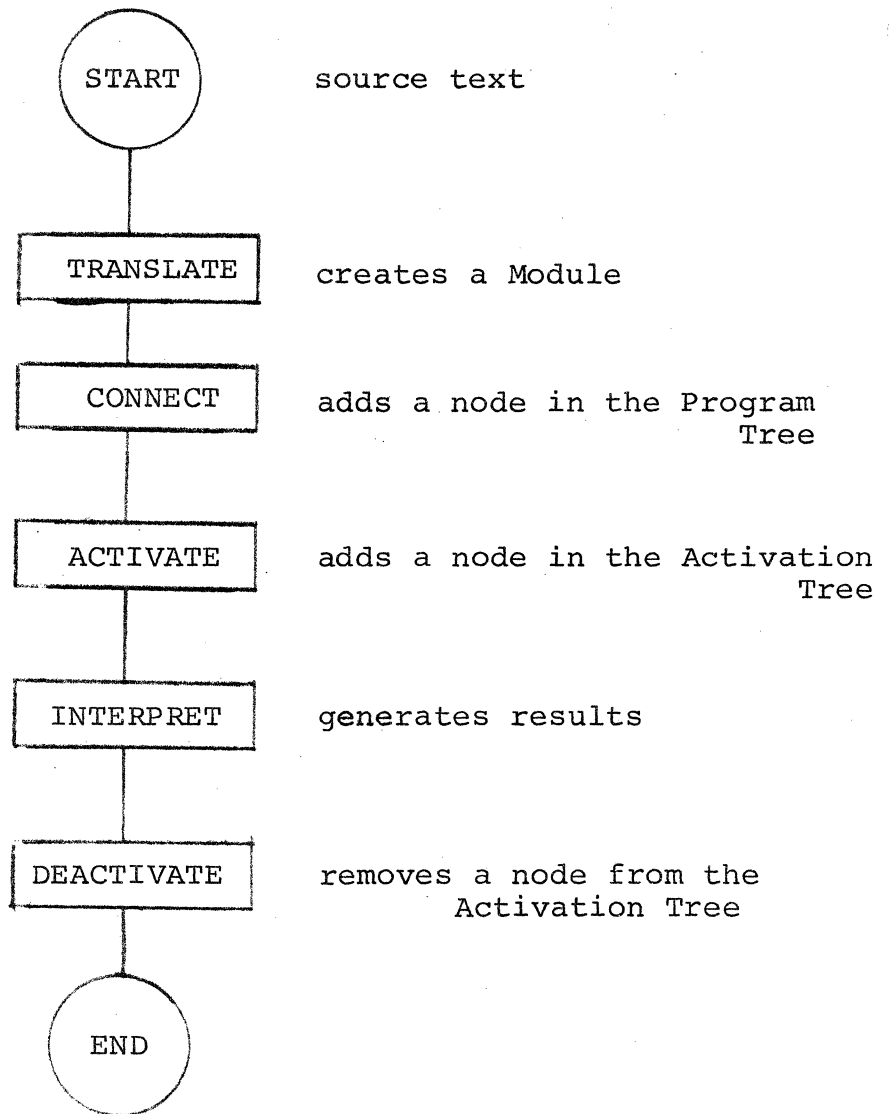 START source text
TRANSLATE creates a Module
CONNECT adds a node in the Program
Tree
ACTIVATE adds a node in the Activation
Tree
INTERPRET generates results
DEACTIVATE removes a node from the
Activation Tree
END